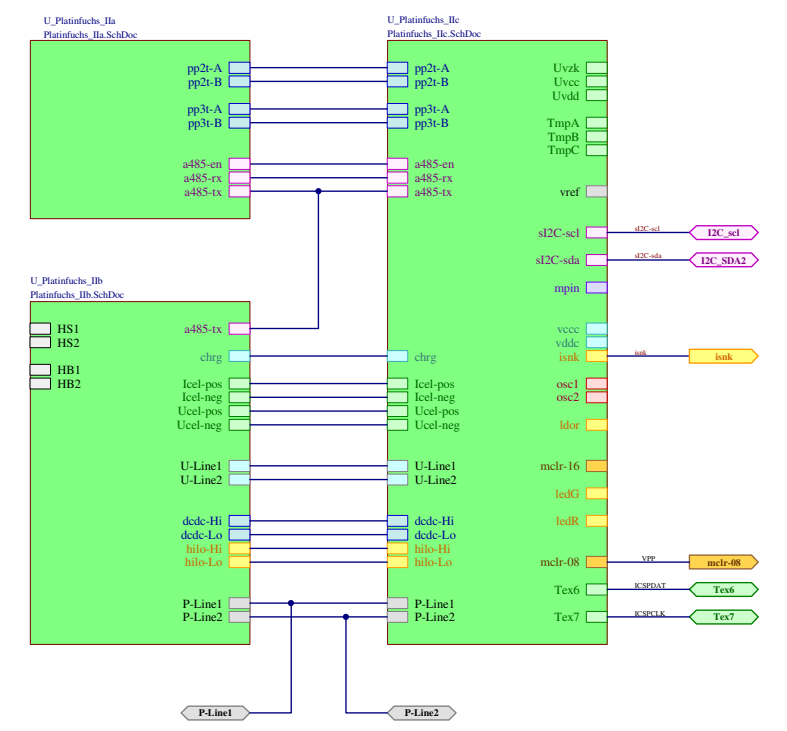 U_Platinfuchs_IIa
Platinfuchs_IIa.SchDoc
pp2t-A
pp2t-B
pp3t-A
pp3t-B
a485-en
a485-rx
a485-tx
U_Platinfuchs_IIb
Platinfuchs_IIb.SchDoc
HS1
HS2
HB1
HB2
a485-tx
chrg
Icel-pos
Icel-neg
Ucel-pos
Ucel-neg
U-Line1
U-Line2
dcdc-Hi
dcdc-Lo
hilo-Hi
hilo-Lo
P-Line1
P-Line2
U_Platinfuchs_IIc
Platinfuchs_IIc.SchDoc
pp2t-A
pp2t-B
pp3t-A
pp3t-B
a485-en
a485-rx
a485-tx
chrg
Icel-pos
Icel-neg
Ucel-pos
Ucel-neg
U-Line1
U-Line2
dcdc-Hi
dcdc-Lo
hilo-Hi
hilo-Lo
P-Line1
P-Line2
Uvzk
Uvcc
Uvdd
TmpA
TmpB
TmpC
vref
sI2C-scl
sI2C-sda
mpin
vccc
vddc
isnk
osc1
osc2
ldor
mclr-16
ledG
ledR
mclr-08
Tex6
Tex7
sI2C-scl
I2C_scl
sI2C-sda
I2C_SDA2
isnk
isnk
VPP
mclr-08
ICSPDAT
Tex6
ICSPCLK
Tex7
P-Line1
P-Line2